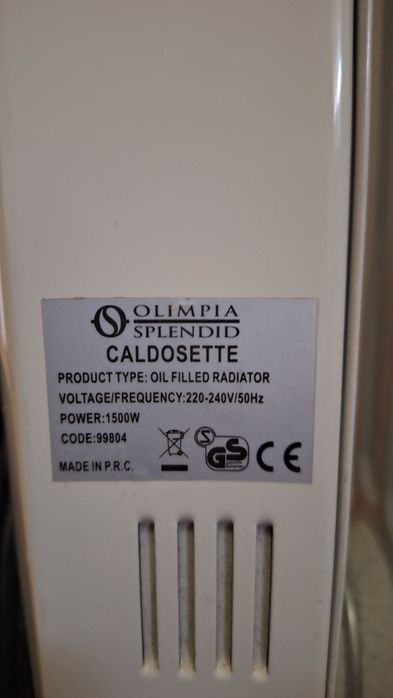 OLIMPIA
SPLENDID
CALDOSETTE
PRODUCT TYPE: OIL FILLED RADIATOR
VOLTAGE/FREQUENCY:220-240V/50Hz
POWER:1500W
CODE:99804
MADE IN P.R.C.
S GS CE